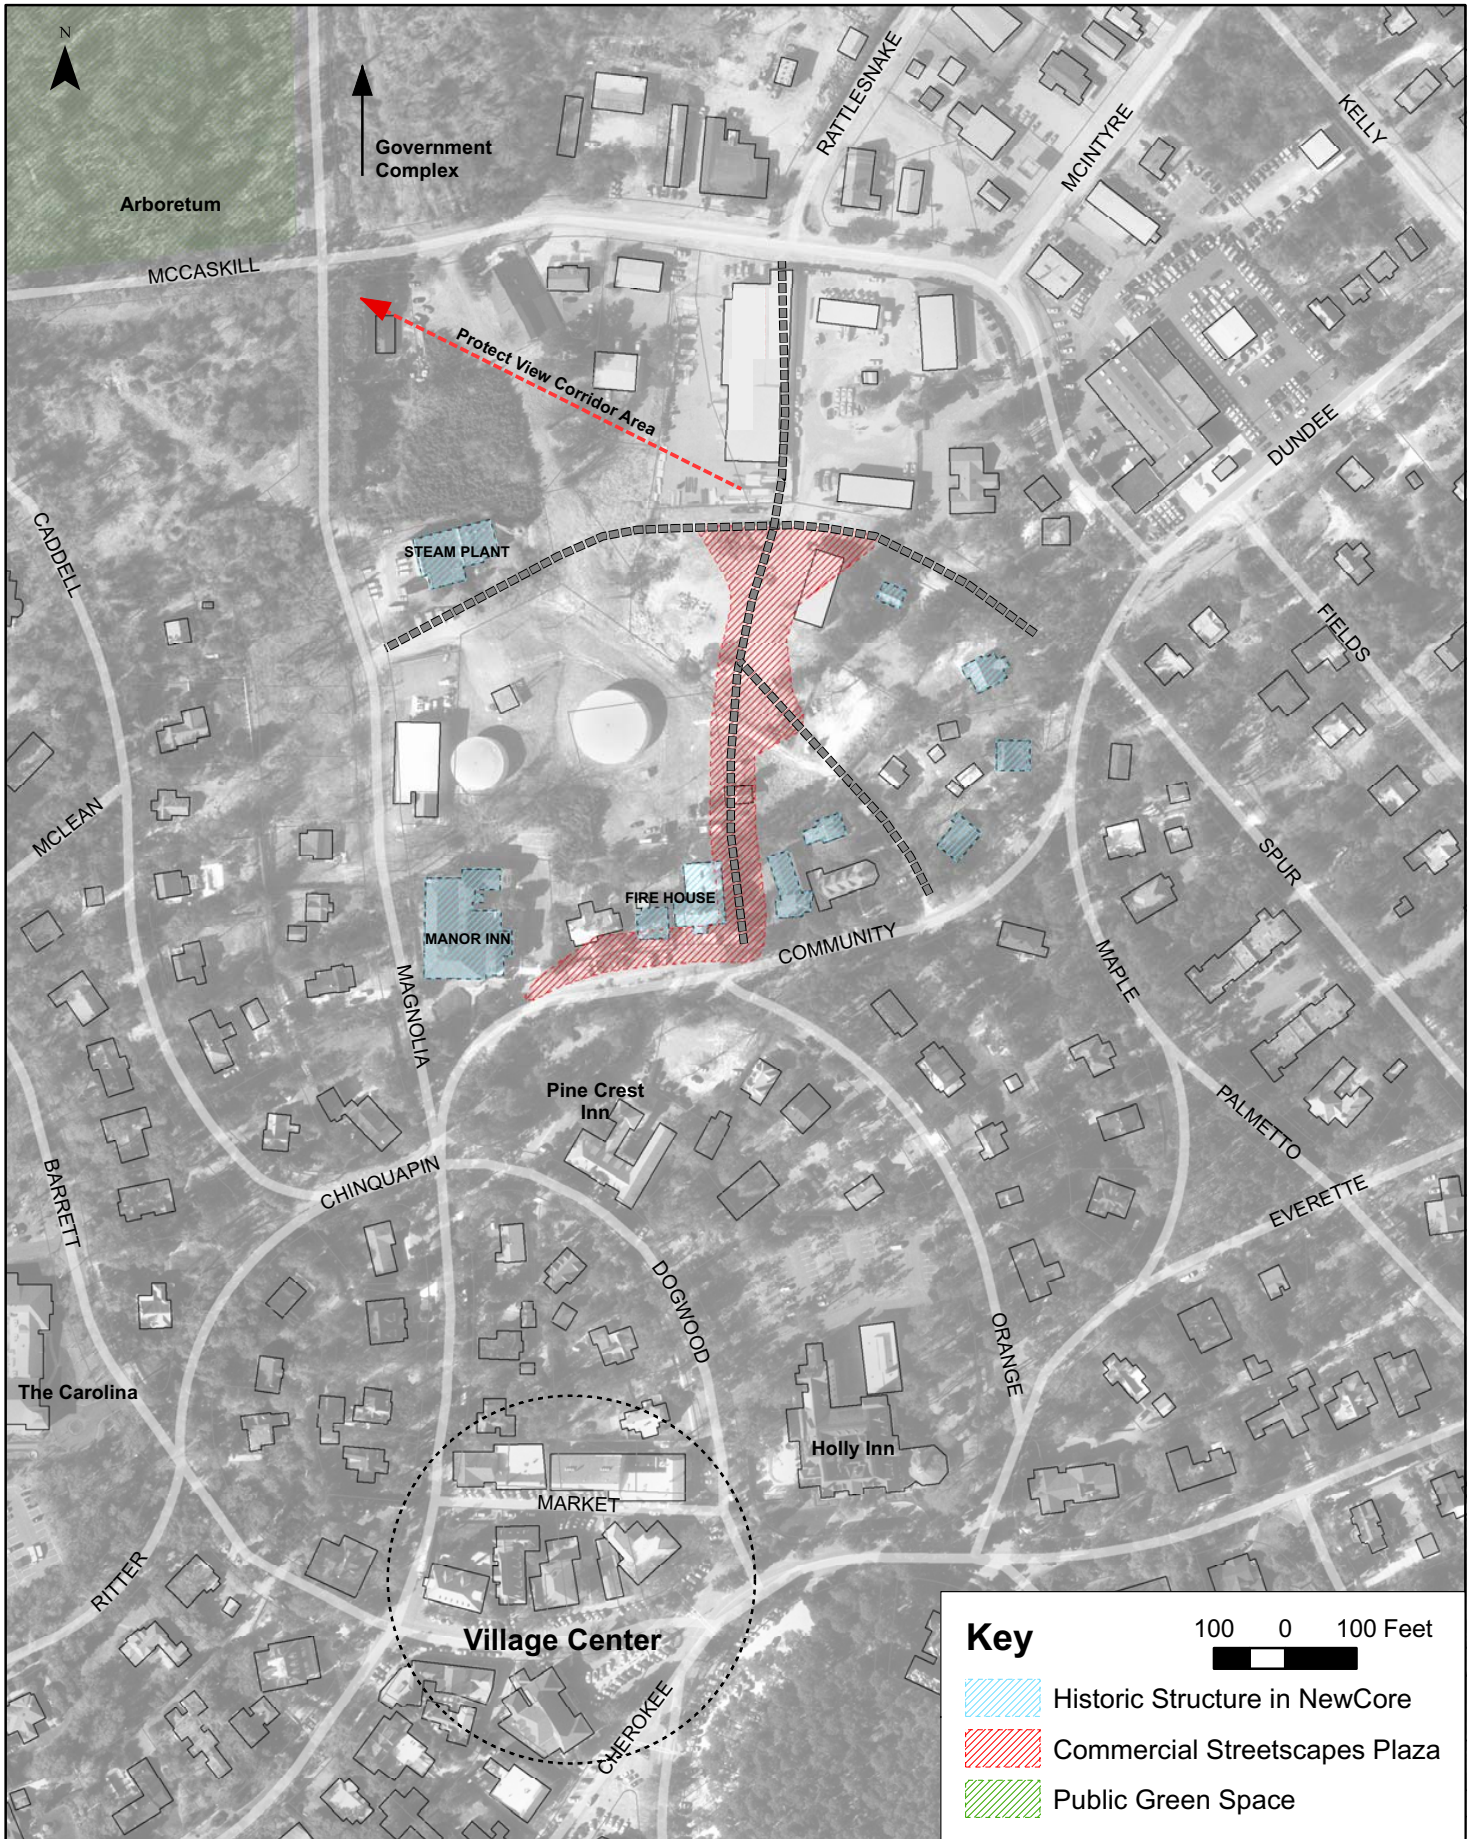 N
Government
Complex
Arboretum
RATTLESNAKE
MCINTYRE
KELLY
MCCASKILL
Protect View Corridor Area
DUNDEE
CADDELL
STEAM PLANT
FIELDS
MCLEAN
SPUR
FIRE HOUSE
MANOR INN
COMMUNITY
MAGNOLIA
MAPLE
Pine Crest
Inn
PALMETTO
BARRETT
CHINQUAPIN
EVERETTE
DOGWOOD
ORANGE
The Carolina
Holly Inn
MARKET
RITTER
Village Center
CHEROKEE
Key
100 0 100 Feet
Historic Structure in NewCore
Commercial Streetscapes Plaza
Public Green Space